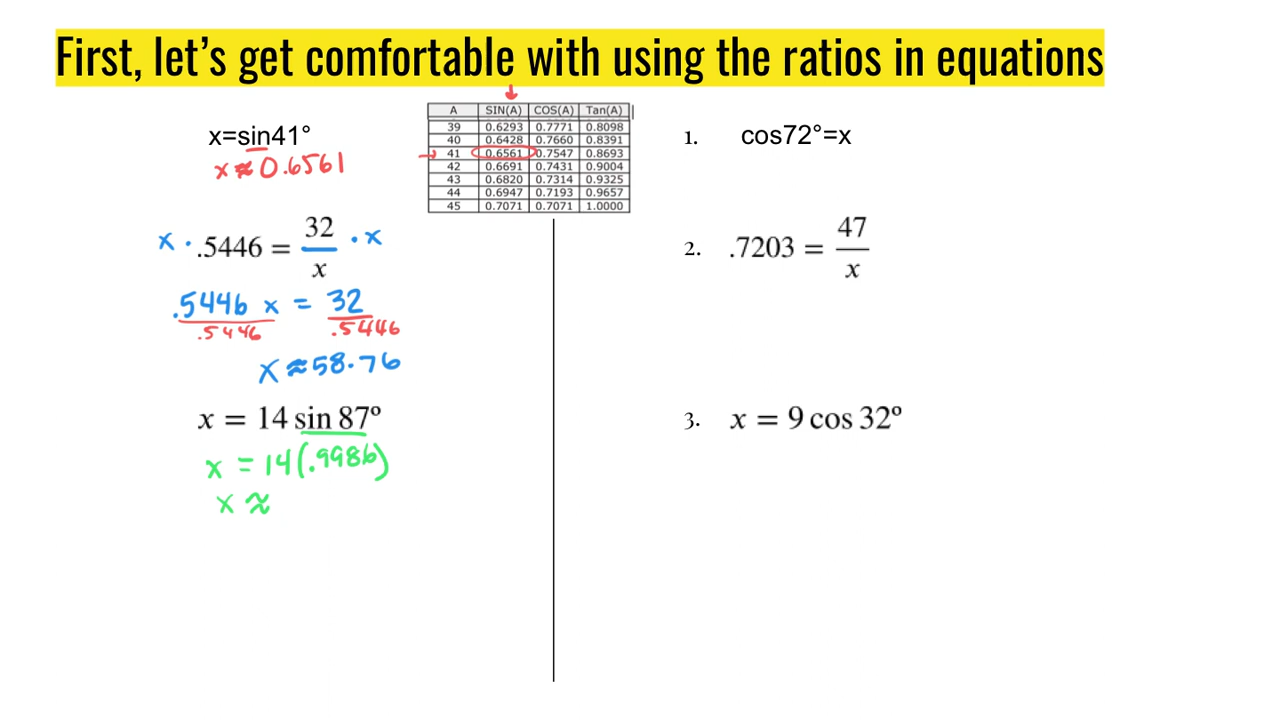 First, let's get comfortable with using the ratios in equations
x=sin41°
x ≈ 0.6561
A SIN(A) COS(A) Tan(A)
39 0.6293 0.7771 0.8098
40 0.6428 0.7660 0.8391
41 0.6561 0.7547 0.8693
42 0.6691 0.7431 0.9004
43 0.6820 0.7314 0.9325
44 0.6947 0.7193 0.9657
45 0.7071 0.7071 1.0000
x · .5446 = 32/x · x
.5446 x = 32
.5446 .5446
x ≈ 58.76
x = 14 sin 87º
x = 14(.9986)
x ≈
1. cos72°=x
2. .7203 = 47/x
3. x = 9 cos 32º